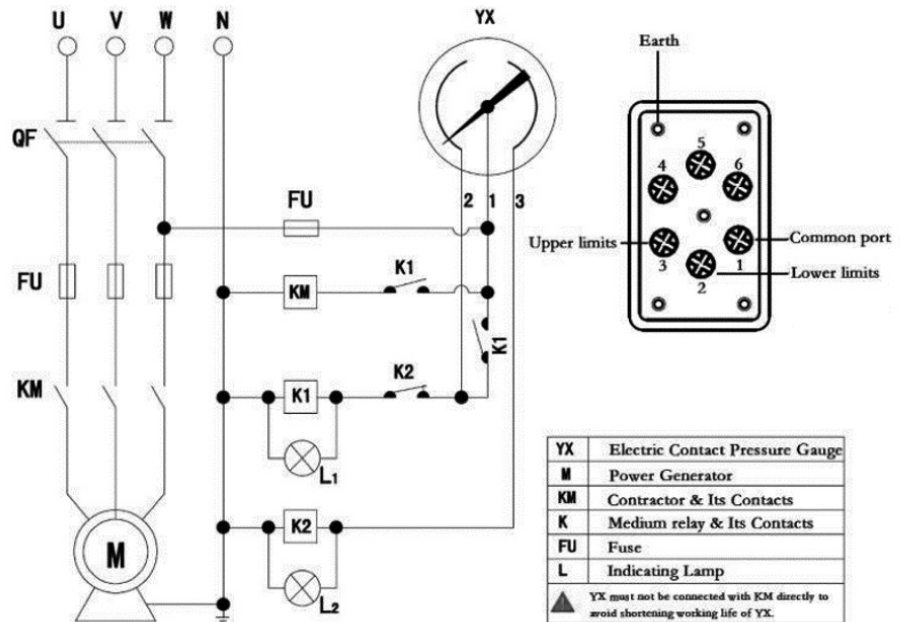 U V W N YX
Earth
QF
5
4 6
2 1 3
FU
Upper limits
Common port
3 1
Lower limits
2
FU
KM
K1
K1
KM
K1
K2
L1
K2
M
L2
YX Electric Contact Pressure Gauge
M Power Generator
KM Contractor & Its Contacts
K Medium relay & Its Contacts
FU Fuse
L Indicating Lamp
YX must not be connected with KM directly to
avoid shortening working life of YX.